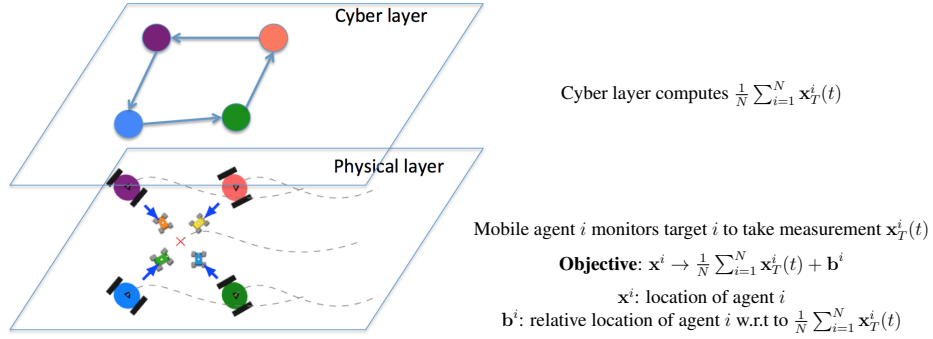 Cyber layer
Cyber layer computes $\frac{1}{N}\sum_{i=1}^{N} \mathbf{x}_T^i(t)$
Physical layer
Mobile agent $i$ monitors target $i$ to take measurement $\mathbf{x}_T^i(t)$
Objective: $\mathbf{x}^i \to \frac{1}{N}\sum_{i=1}^{N} \mathbf{x}_T^i(t) + \mathbf{b}^i$
$\mathbf{x}^i$: location of agent $i$
$\mathbf{b}^i$: relative location of agent $i$ w.r.t to $\frac{1}{N}\sum_{i=1}^{N} \mathbf{x}_T^i(t)$